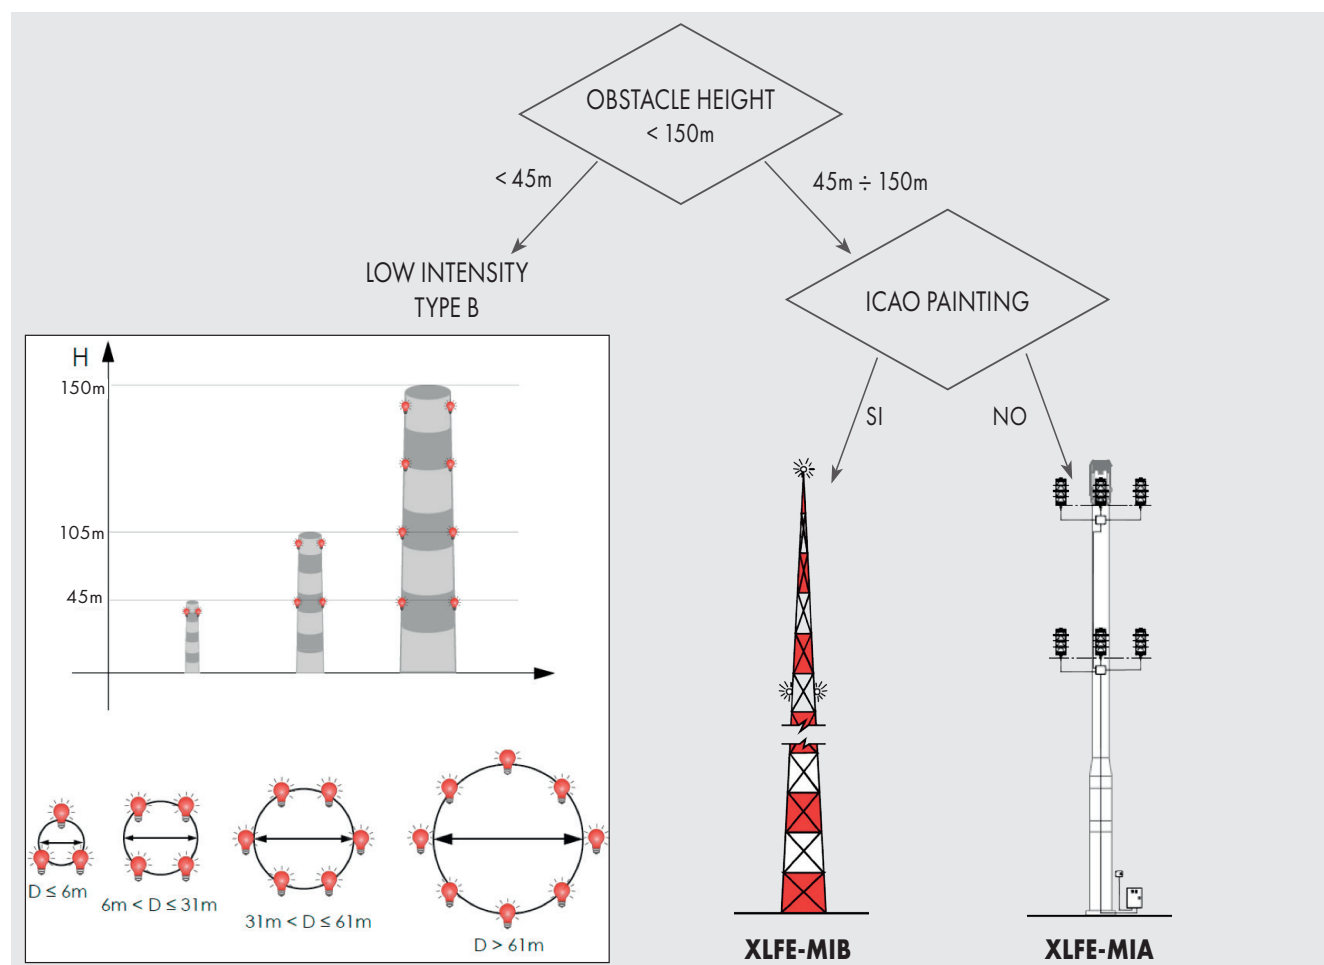 OBSTACLE HEIGHT
< 150m
< 45m
45m ÷ 150m
LOW INTENSITY
TYPE B
ICAO PAINTING
SI
NO
H
150m
105m
45m
D ≤ 6m
6m < D ≤ 31m
31m < D ≤ 61m
D > 61m
XLFE-MIB
XLFE-MIA